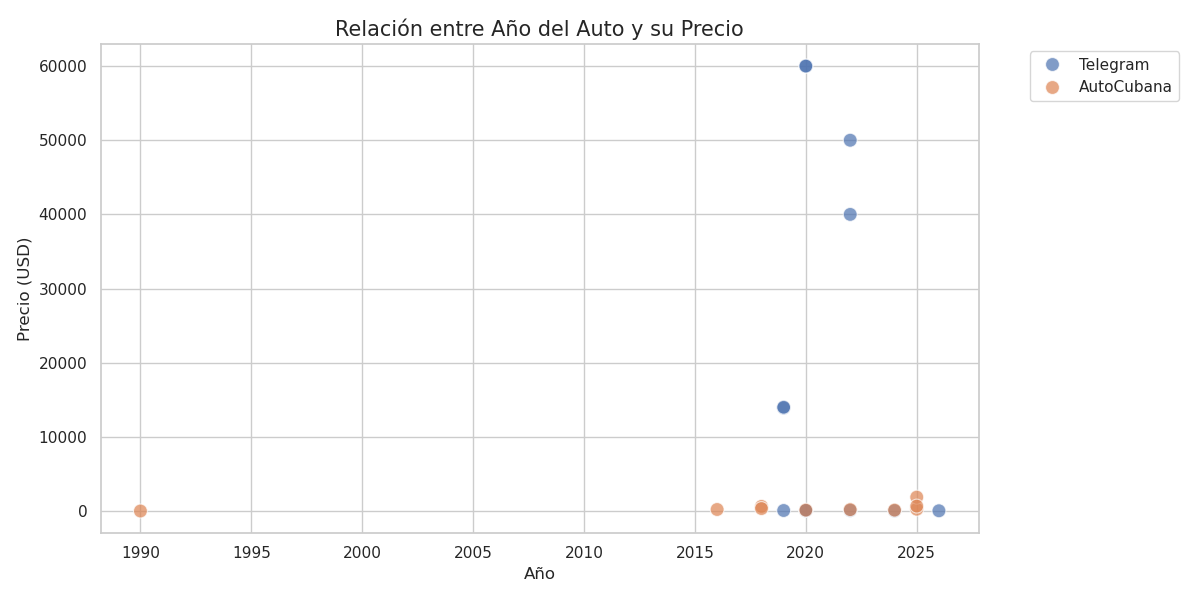 Relación entre Año del Auto y su Precio
Telegram
AutoCubana
Precio (USD)
60000
50000
40000
30000
20000
10000
0
1990 1995 2000 2005 2010 2015 2020 2025
Año